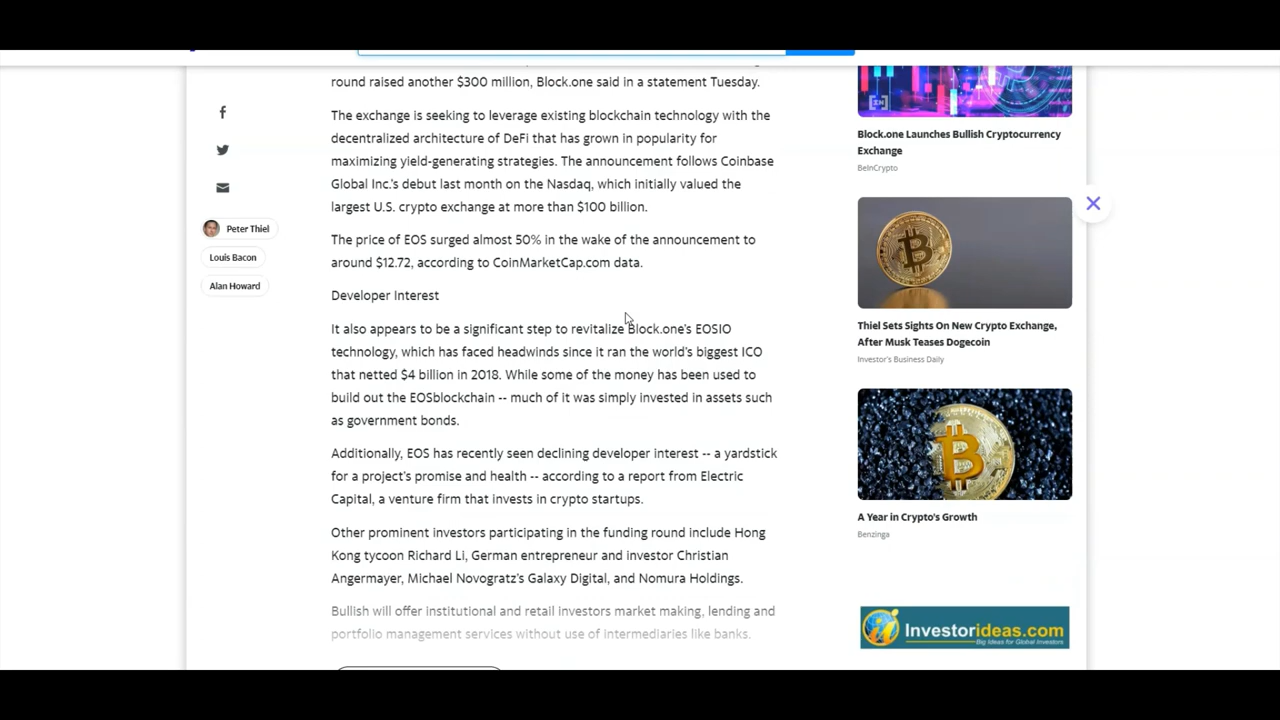 round raised another $300 million, Block.one said in a statement Tuesday.
The exchange is seeking to leverage existing blockchain technology with the
decentralized architecture of DeFi that has grown in popularity for
maximizing yield-generating strategies. The announcement follows Coinbase
Global Inc.'s debut last month on the Nasdaq, which initially valued the
largest U.S. crypto exchange at more than $100 billion.
The price of EOS surged almost 50% in the wake of the announcement to
around $12.72, according to CoinMarketCap.com data.
Developer Interest
It also appears to be a significant step to revitalize Block.one's EOSIO
technology, which has faced headwinds since it ran the world's biggest ICO
that netted $4 billion in 2018. While some of the money has been used to
build out the EOSblockchain -- much of it was simply invested in assets such
as government bonds.
Additionally, EOS has recently seen declining developer interest -- a yardstick
for a project's promise and health -- according to a report from Electric
Capital, a venture firm that invests in crypto startups.
Other prominent investors participating in the funding round include Hong
Kong tycoon Richard Li, German entrepreneur and investor Christian
Angermayer, Michael Novogratz's Galaxy Digital, and Nomura Holdings.
Bullish will offer institutional and retail investors market making, lending and
portfolio management services without use of intermediaries like banks.
Peter Thiel
Louis Bacon
Alan Howard
Block.one Launches Bullish Cryptocurrency
Exchange
BeInCrypto
Thiel Sets Sights On New Crypto Exchange,
After Musk Teases Dogecoin
Investor's Business Daily
A Year in Crypto's Growth
Benzinga
Investorideas.com
Big Ideas for Global Investors